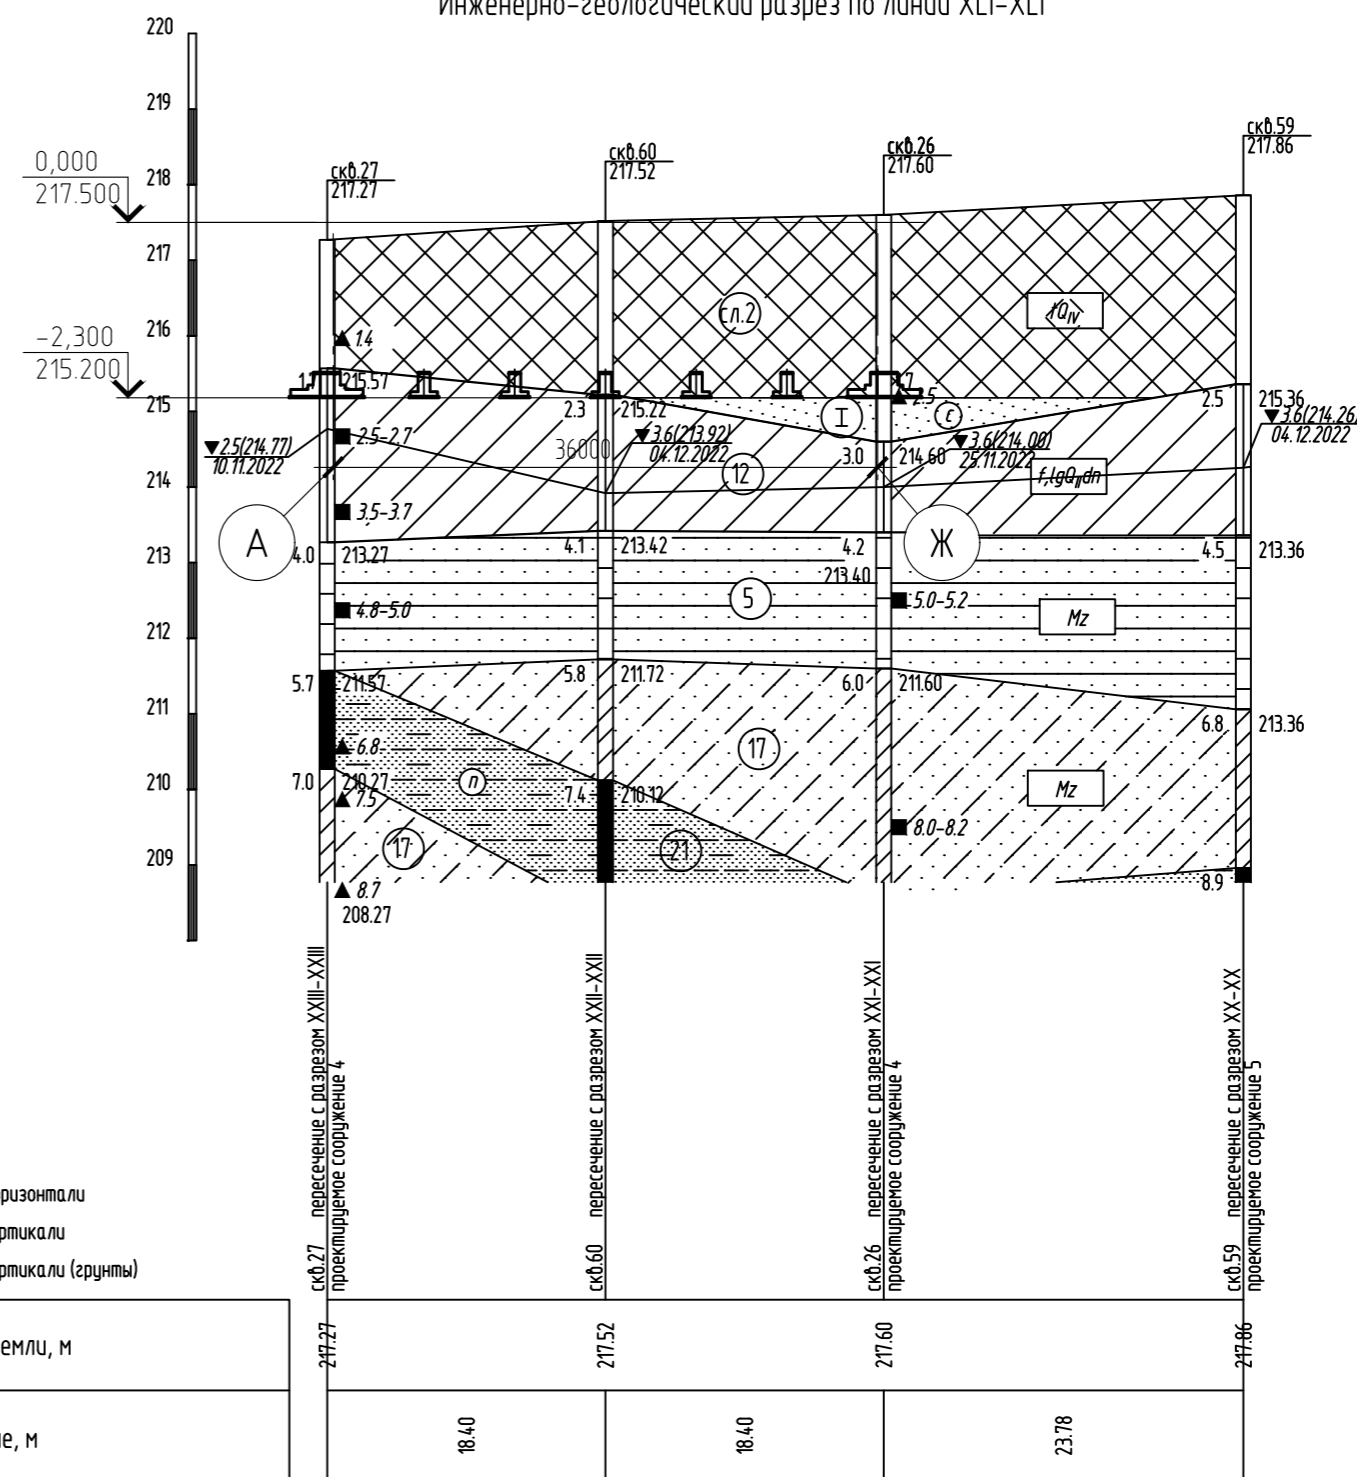 Инженерно-геологический разрез по линии XLI-XLI
220
219
218
217
216
215
214
213
212
211
210
209
0,000
217.500
-2,300
215.200
скв.27
217.27
скв.60
217.52
скв.26
217.60
скв.59
217.86
сл.2
tQIV
1.4
215.57
2.3
215.22
I
2.5
ε
2.5
215.36
2.5(214.77)
10.11.2022
2.5-2.7
36000
3.6(213.92)
04.12.2022
12
3.0
214.60
3.6(214.00)
25.11.2022
f,lgQIIdn
3.6(214.26)
04.12.2022
3.5-3.7
А
Ж
4.0
213.27
4.1
213.42
4.2
213.40
4.5
213.36
4.8-5.0
5
5.0-5.2
Mz
5.7
211.57
5.8
211.72
6.0
211.60
6.8
213.36
6.8
17
7.0
210.27
7.5
п
7.4
210.12
Mz
17
21
8.0-8.2
8.7
208.27
8.9
скв.27 пересечение с разрезом XXIII-XXIII
проектируемое сооружение 4
скв.60 пересечение с разрезом XXII-XXII
скв.26 пересечение с разрезом XXI-XXI
проектируемое сооружение 4
скв.59 пересечение с разрезом XX-XX
проектируемое сооружение 5
ризонтали
ртикали
ртикали (грунты)
емли, м
217.27
217.52
217.60
217.86
е, м
18.40
18.40
23.78